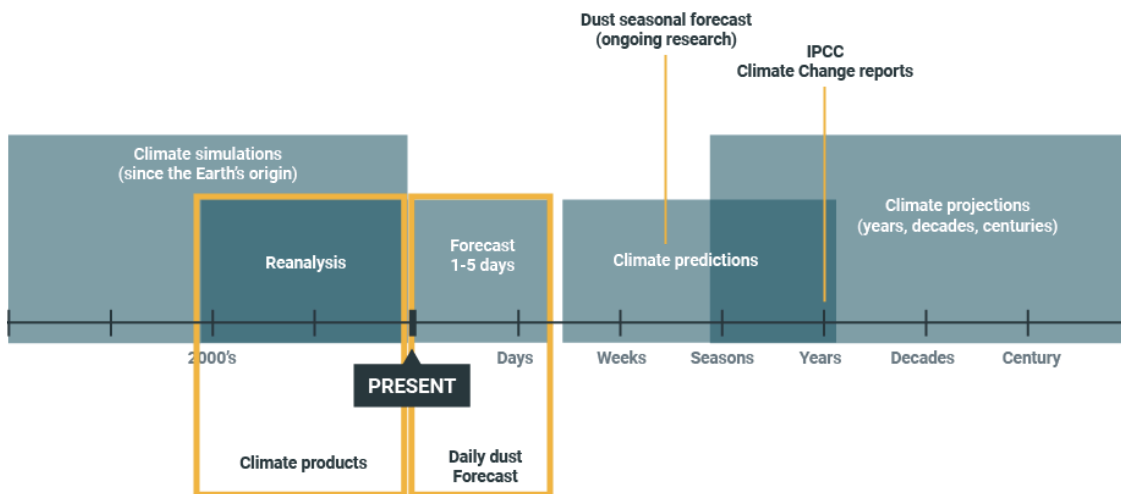 Dust seasonal forecast
(ongoing research)
IPCC
Climate Change reports
Climate simulations
(since the Earth's origin)
Reanalysis
Forecast
1-5 days
Climate predictions
Climate projections
(years, decades, centuries)
2000's
Days
Weeks
Seasons
Years
Decades
Century
PRESENT
Climate products
Daily dust
Forecast